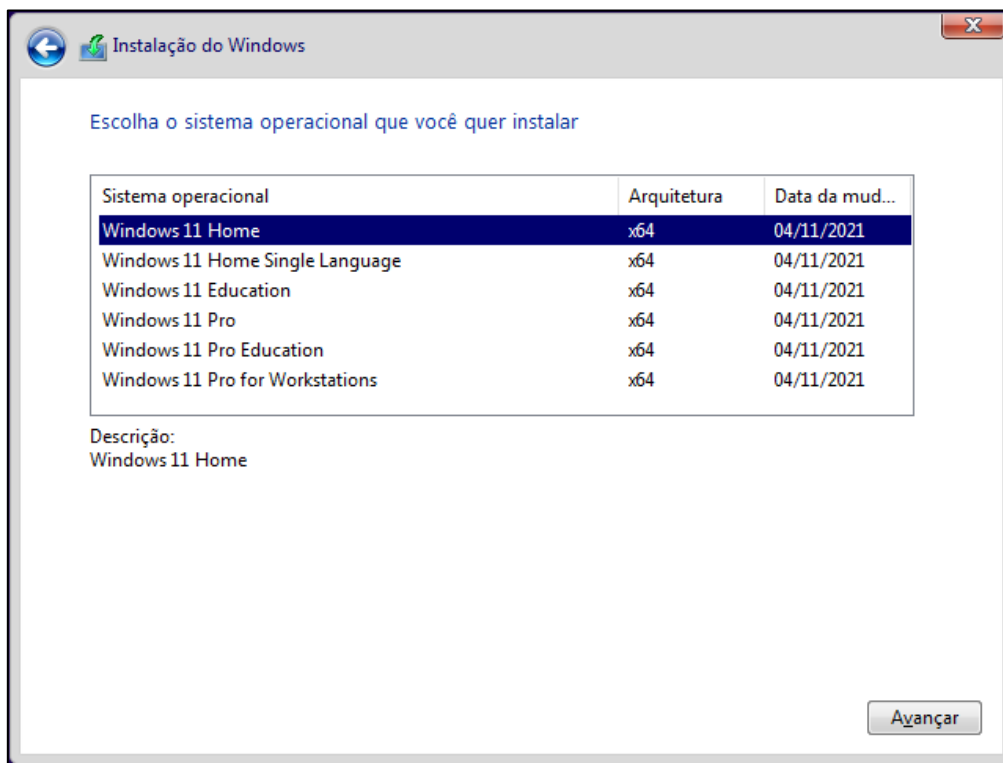 Instalação do Windows
Escolha o sistema operacional que você quer instalar
Sistema operacional Arquitetura Data da mud...
Windows 11 Home x64 04/11/2021
Windows 11 Home Single Language x64 04/11/2021
Windows 11 Education x64 04/11/2021
Windows 11 Pro x64 04/11/2021
Windows 11 Pro Education x64 04/11/2021
Windows 11 Pro for Workstations x64 04/11/2021
Descrição:
Windows 11 Home
Avançar